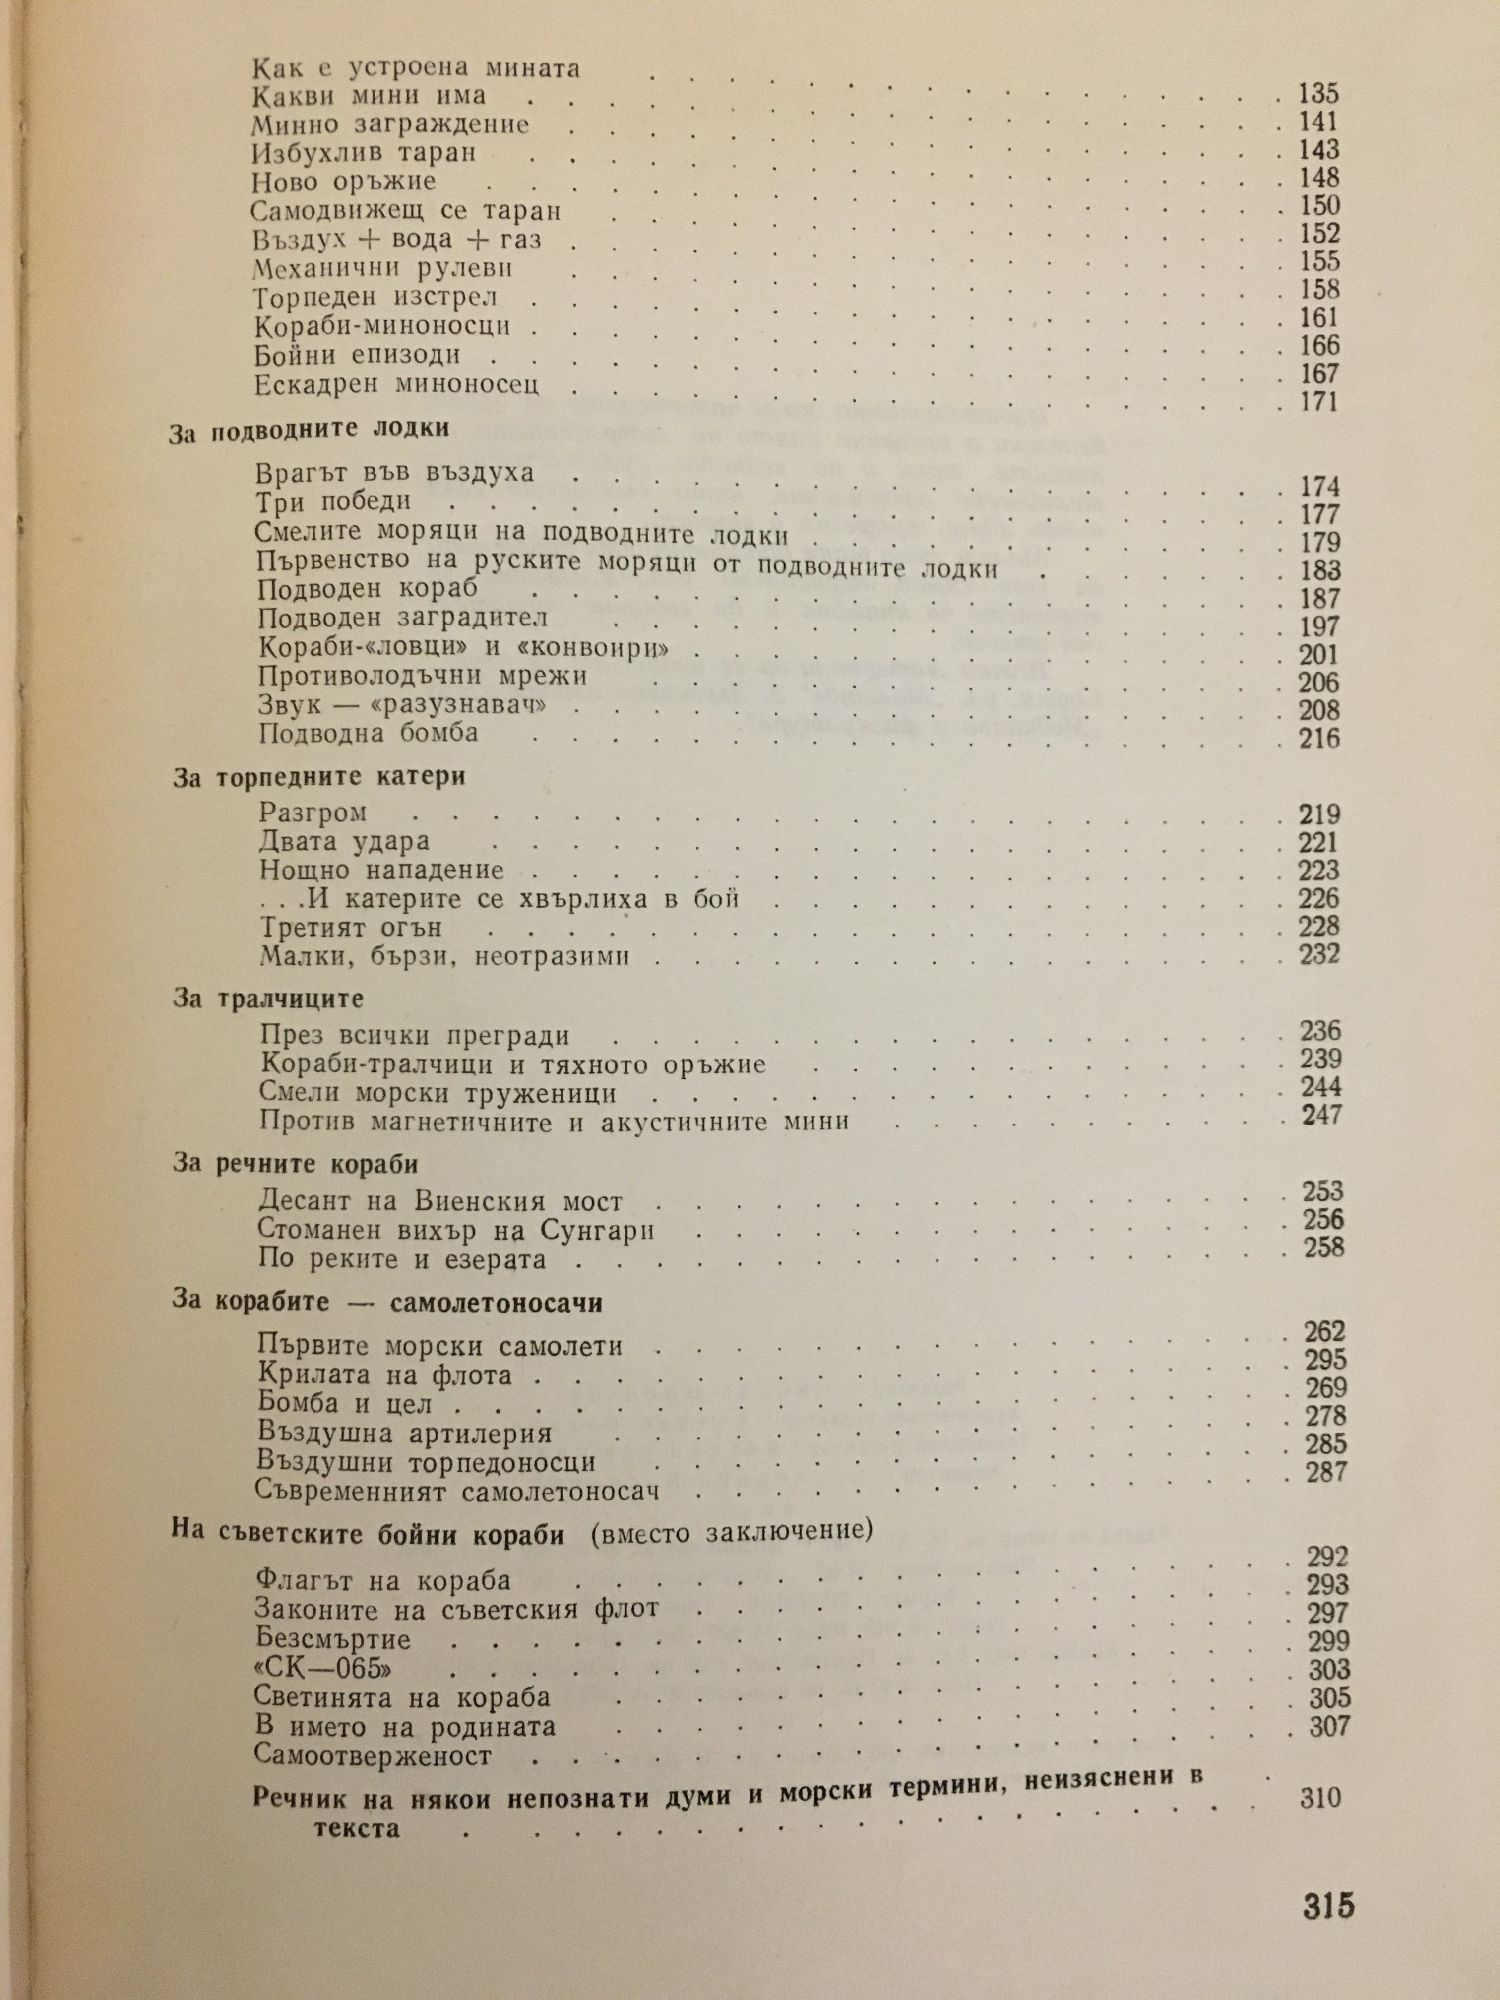 Как е устроена мината . . . . . . . . . . . . . . . . 135
Какви мини има . . . . . . . . . . . . . . . . . . . 141
Минно заграждение . . . . . . . . . . . . . . . . . . 143
Избухлив таран . . . . . . . . . . . . . . . . . . . 148
Ново оръжие . . . . . . . . . . . . . . . . . . . . 150
Самодвижещ се таран . . . . . . . . . . . . . . . . . 152
Въздух + вода + газ . . . . . . . . . . . . . . . . . . 155
Механични рулеви . . . . . . . . . . . . . . . . . . 158
Торпеден изстрел . . . . . . . . . . . . . . . . . . . 161
Кораби-миноносци . . . . . . . . . . . . . . . . . . . 166
Бойни епизоди . . . . . . . . . . . . . . . . . . . . 167
Ескадрен миноносец . . . . . . . . . . . . . . . . . . 171
За подводните лодки
Врагът във въздуха . . . . . . . . . . . . . . . . . . 174
Три победи . . . . . . . . . . . . . . . . . . . . . 177
Смелите моряци на подводните лодки . . . . . . . . . . . . 179
Първенство на руските моряци от подводните лодки . . . . . . . 183
Подводен кораб . . . . . . . . . . . . . . . . . . . 187
Подводен заградител . . . . . . . . . . . . . . . . . 197
Кораби-«ловци» и «конвоири» . . . . . . . . . . . . . . . 201
Противолодъчни мрежи . . . . . . . . . . . . . . . . 206
Звук — «разузнавач» . . . . . . . . . . . . . . . . . . 208
Подводна бомба . . . . . . . . . . . . . . . . . . . 216
За торпедните катери
Разгром . . . . . . . . . . . . . . . . . . . . . . 219
Двата удара . . . . . . . . . . . . . . . . . . . . 221
Нощно нападение . . . . . . . . . . . . . . . . . . . 223
. . .И катерите се хвърлиха в бой . . . . . . . . . . . . . 226
Третият огън . . . . . . . . . . . . . . . . . . . . 228
Малки, бързи, неотразими . . . . . . . . . . . . . . . . 232
За тралчиците
През всички прегради . . . . . . . . . . . . . . . . . 236
Кораби-тралчици и тяхното оръжие . . . . . . . . . . . . 239
Смели морски труженици . . . . . . . . . . . . . . . . 244
Против магнетичните и акустичните мини . . . . . . . . . . 247
За речните кораби
Десант на Виенския мост . . . . . . . . . . . . . . . . 253
Стоманен вихър на Сунгари . . . . . . . . . . . . . . . 256
По реките и езерата . . . . . . . . . . . . . . . . . . 258
За корабите — самолетоносачи
Първите морски самолети . . . . . . . . . . . . . . . . 262
Крилата на флота . . . . . . . . . . . . . . . . . . . 295
Бомба и цел . . . . . . . . . . . . . . . . . . . . . 269
Въздушна артилерия . . . . . . . . . . . . . . . . . 278
Въздушни торпедоносци . . . . . . . . . . . . . . . . 285
Съвременният самолетоносач . . . . . . . . . . . . . . . 287
На съветските бойни кораби (вместо заключение)
Флагът на кораба . . . . . . . . . . . . . . . . . . 292
Законите на съветския флот . . . . . . . . . . . . . . . 293
Безсмъртие . . . . . . . . . . . . . . . . . . . . . 297
«СК—065» . . . . . . . . . . . . . . . . . . . . . 299
Светинята на кораба . . . . . . . . . . . . . . . . . 303
В името на родината . . . . . . . . . . . . . . . . . 305
Самоотверженост . . . . . . . . . . . . . . . . . . . 307
Речник на някои непознати думи и морски термини, неизяснени в
текста . . . . . . . . . . . . . . . . . . . . 310
315